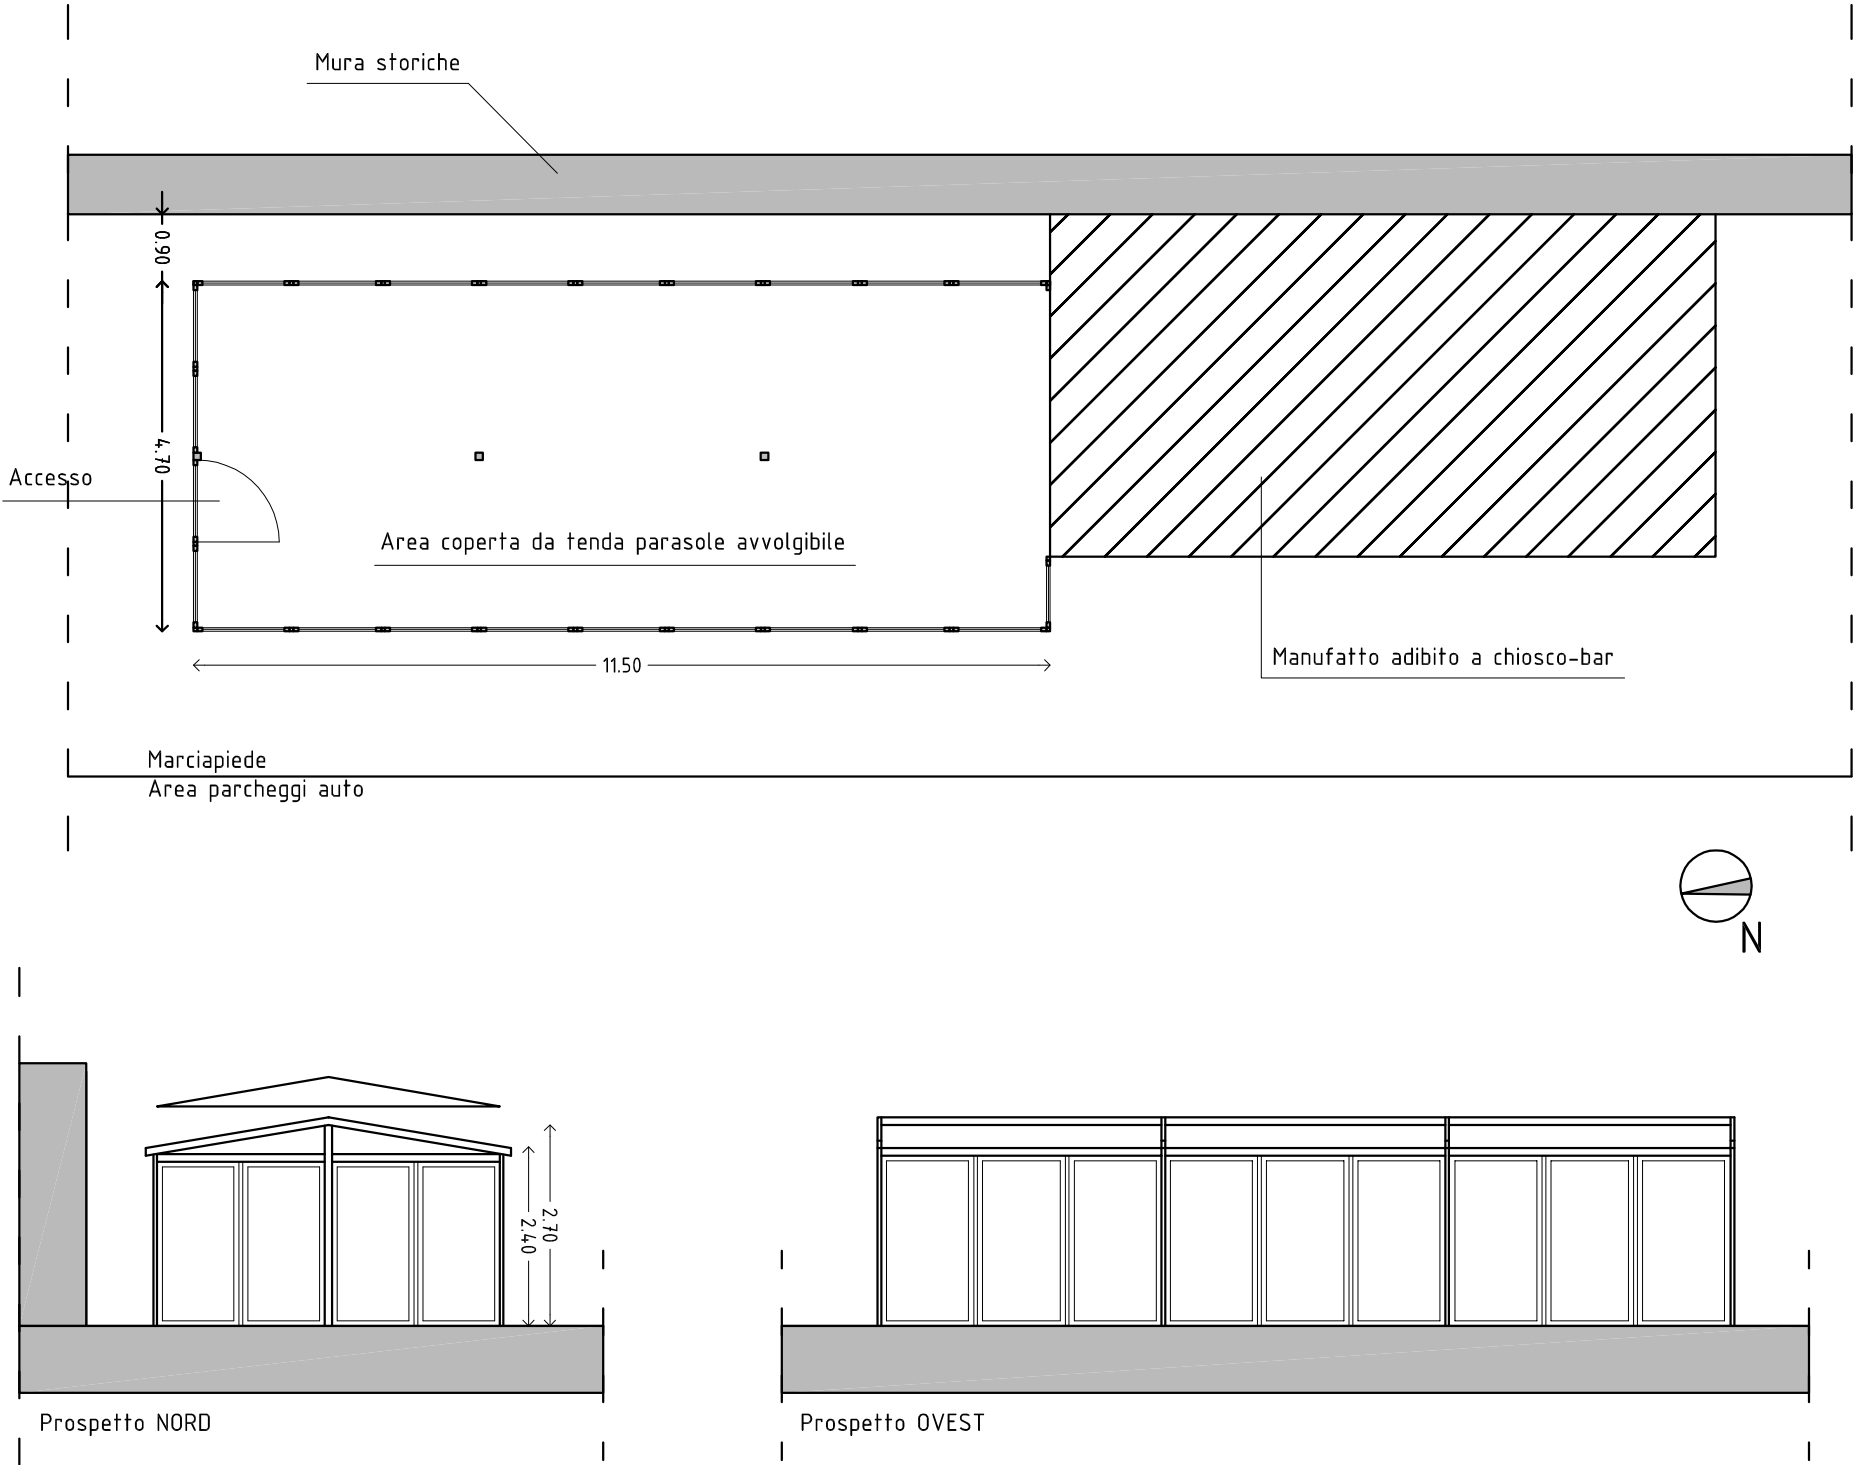 Mura storiche
0.90
4.70
Accesso
Area coperta da tenda parasole avvolgibile
11.50
Manufatto adibito a chiosco-bar
Marciapiede
Area parcheggi auto
N
2.40
2.70
Prospetto NORD
Prospetto OVEST